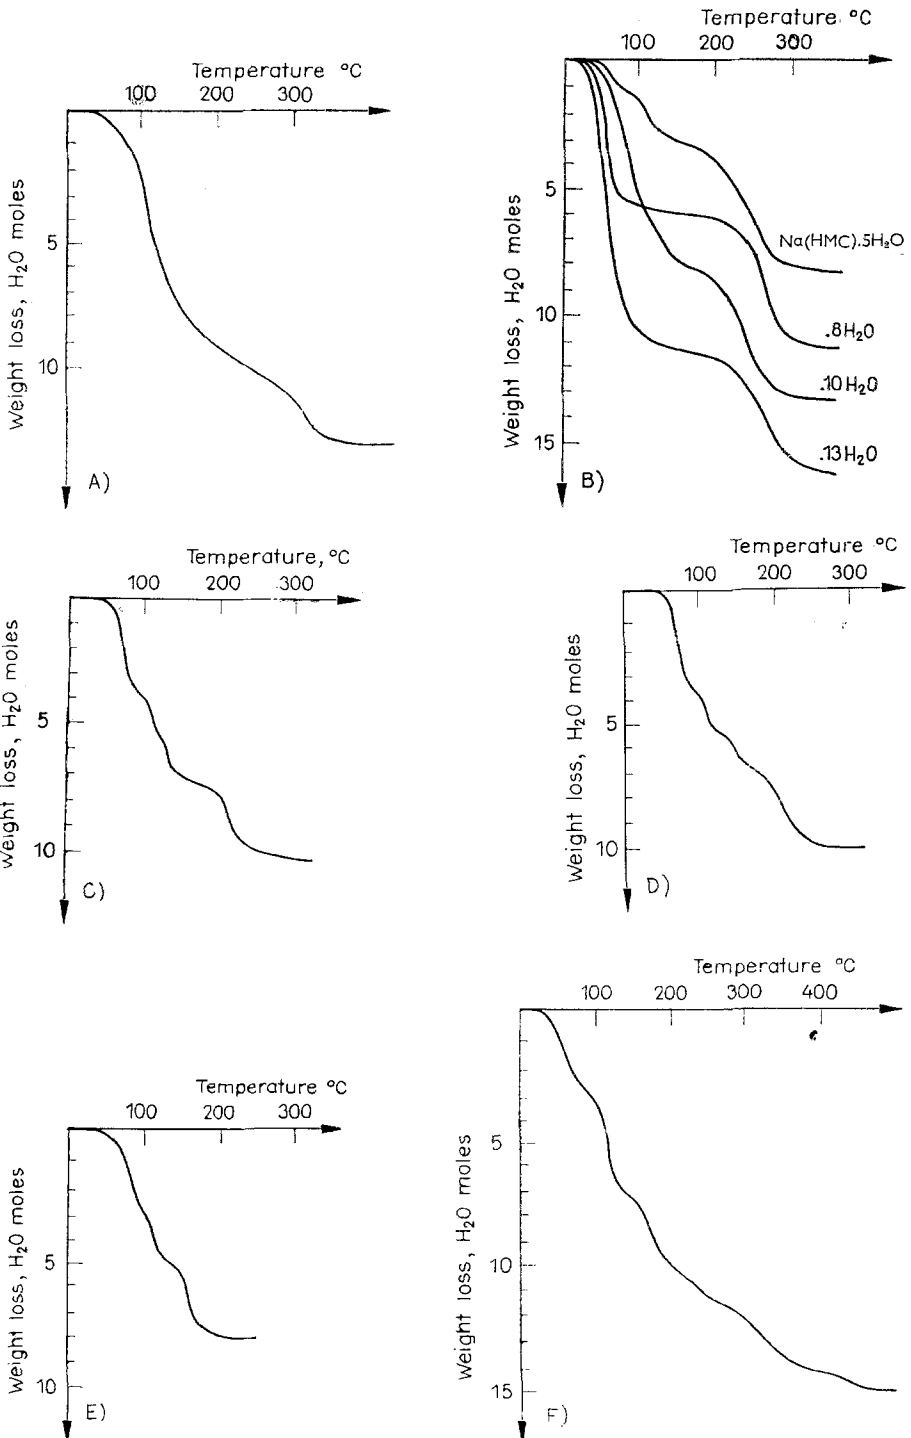 Temperature °C
100 200 300
Weight loss, H₂O moles
5
10
A)
Temperature °C
100 200 300
Weight loss, H₂O moles
5
10
15
Na(HMC).5H₂O
.8H₂O
.10H₂O
.13H₂O
B)
Temperature, °C
100 200 300
Weight loss, H₂O moles
5
10
C)
Temperature °C
100 200 300
Weight loss, H₂O moles
5
10
D)
Temperature °C
100 200 300
Weight loss, H₂O moles
5
10
E)
Temperature °C
100 200 300 400
Weight loss, H₂O moles
5
10
15
F)